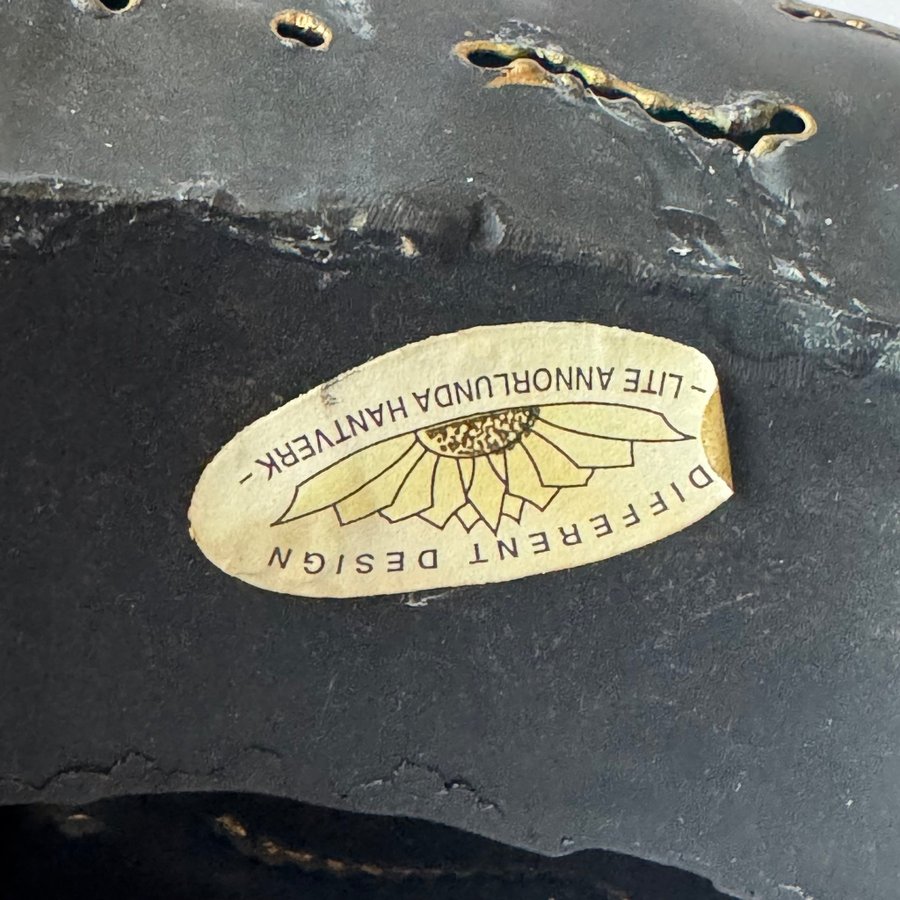 DIFFERENT DESIGN
- LITE ANNORLUNDA HANTVERK -